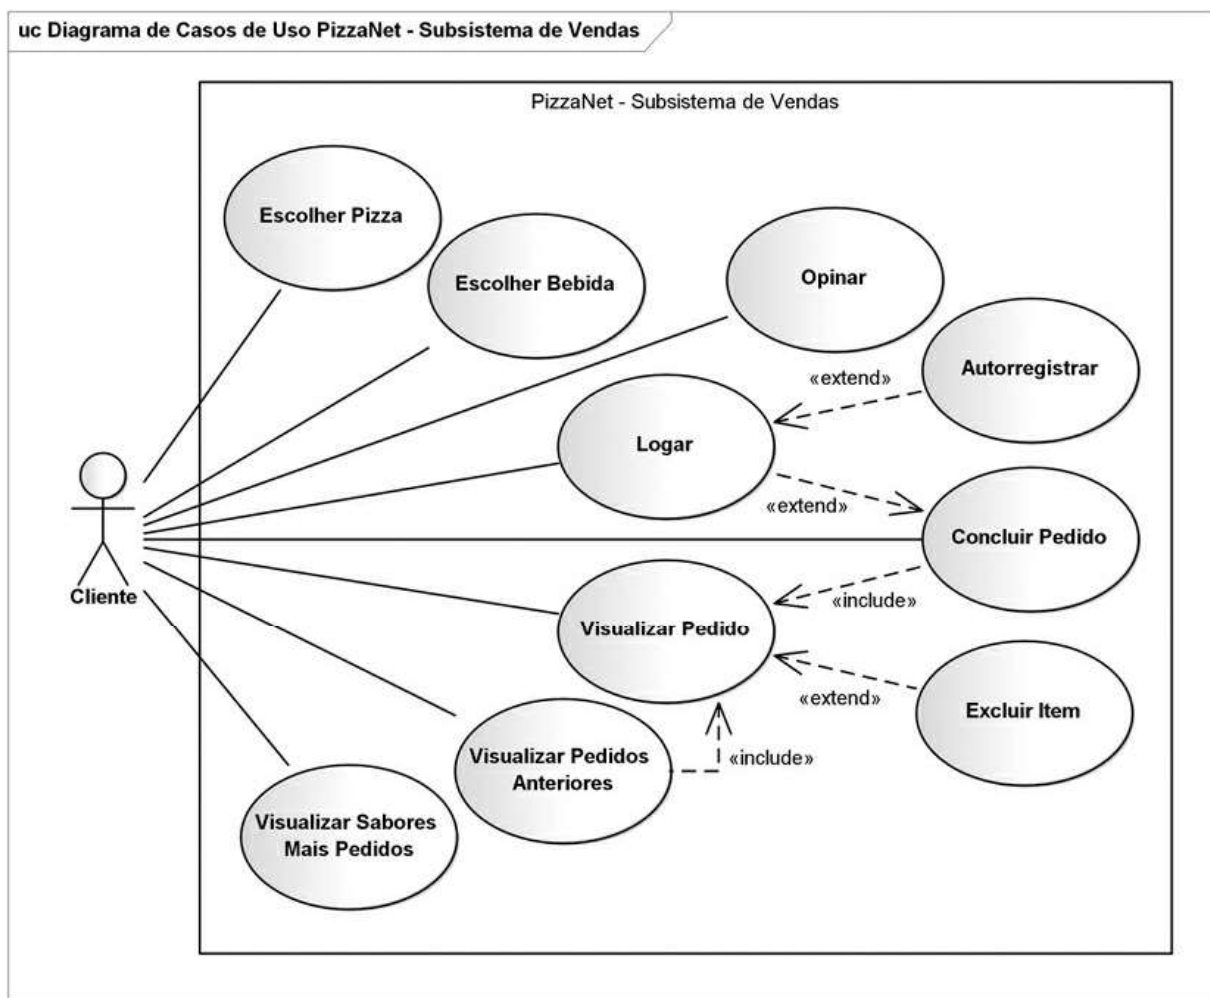 uc Diagrama de Casos de Uso PizzaNet - Subsistema de Vendas
PizzaNet - Subsistema de Vendas
Escolher Pizza
Escolher Bebida
Opinar
Autorregistrar
«extend»
Logar
«extend»
Concluir Pedido
Cliente
«include»
Visualizar Pedido
«extend»
Excluir Item
Visualizar Pedidos
Anteriores
«include»
Visualizar Sabores
Mais Pedidos